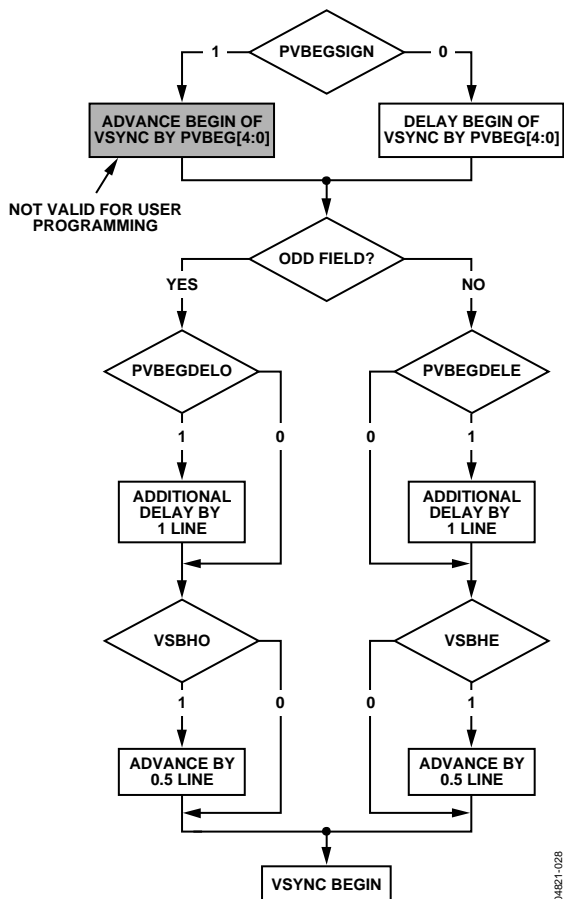 PVBEGSIGN
1
0
ADVANCE BEGIN OF
VSYNC BY PVBEG[4:0]
DELAY BEGIN OF
VSYNC BY PVBEG[4:0]
NOT VALID FOR USER
PROGRAMMING
ODD FIELD?
YES
NO
PVBEGDELO
PVBEGDELE
1
0
0
1
ADDITIONAL
DELAY BY
1 LINE
ADDITIONAL
DELAY BY
1 LINE
VSBHO
VSBHE
1
0
0
1
ADVANCE BY
0.5 LINE
ADVANCE BY
0.5 LINE
VSYNC BEGIN
04821-028